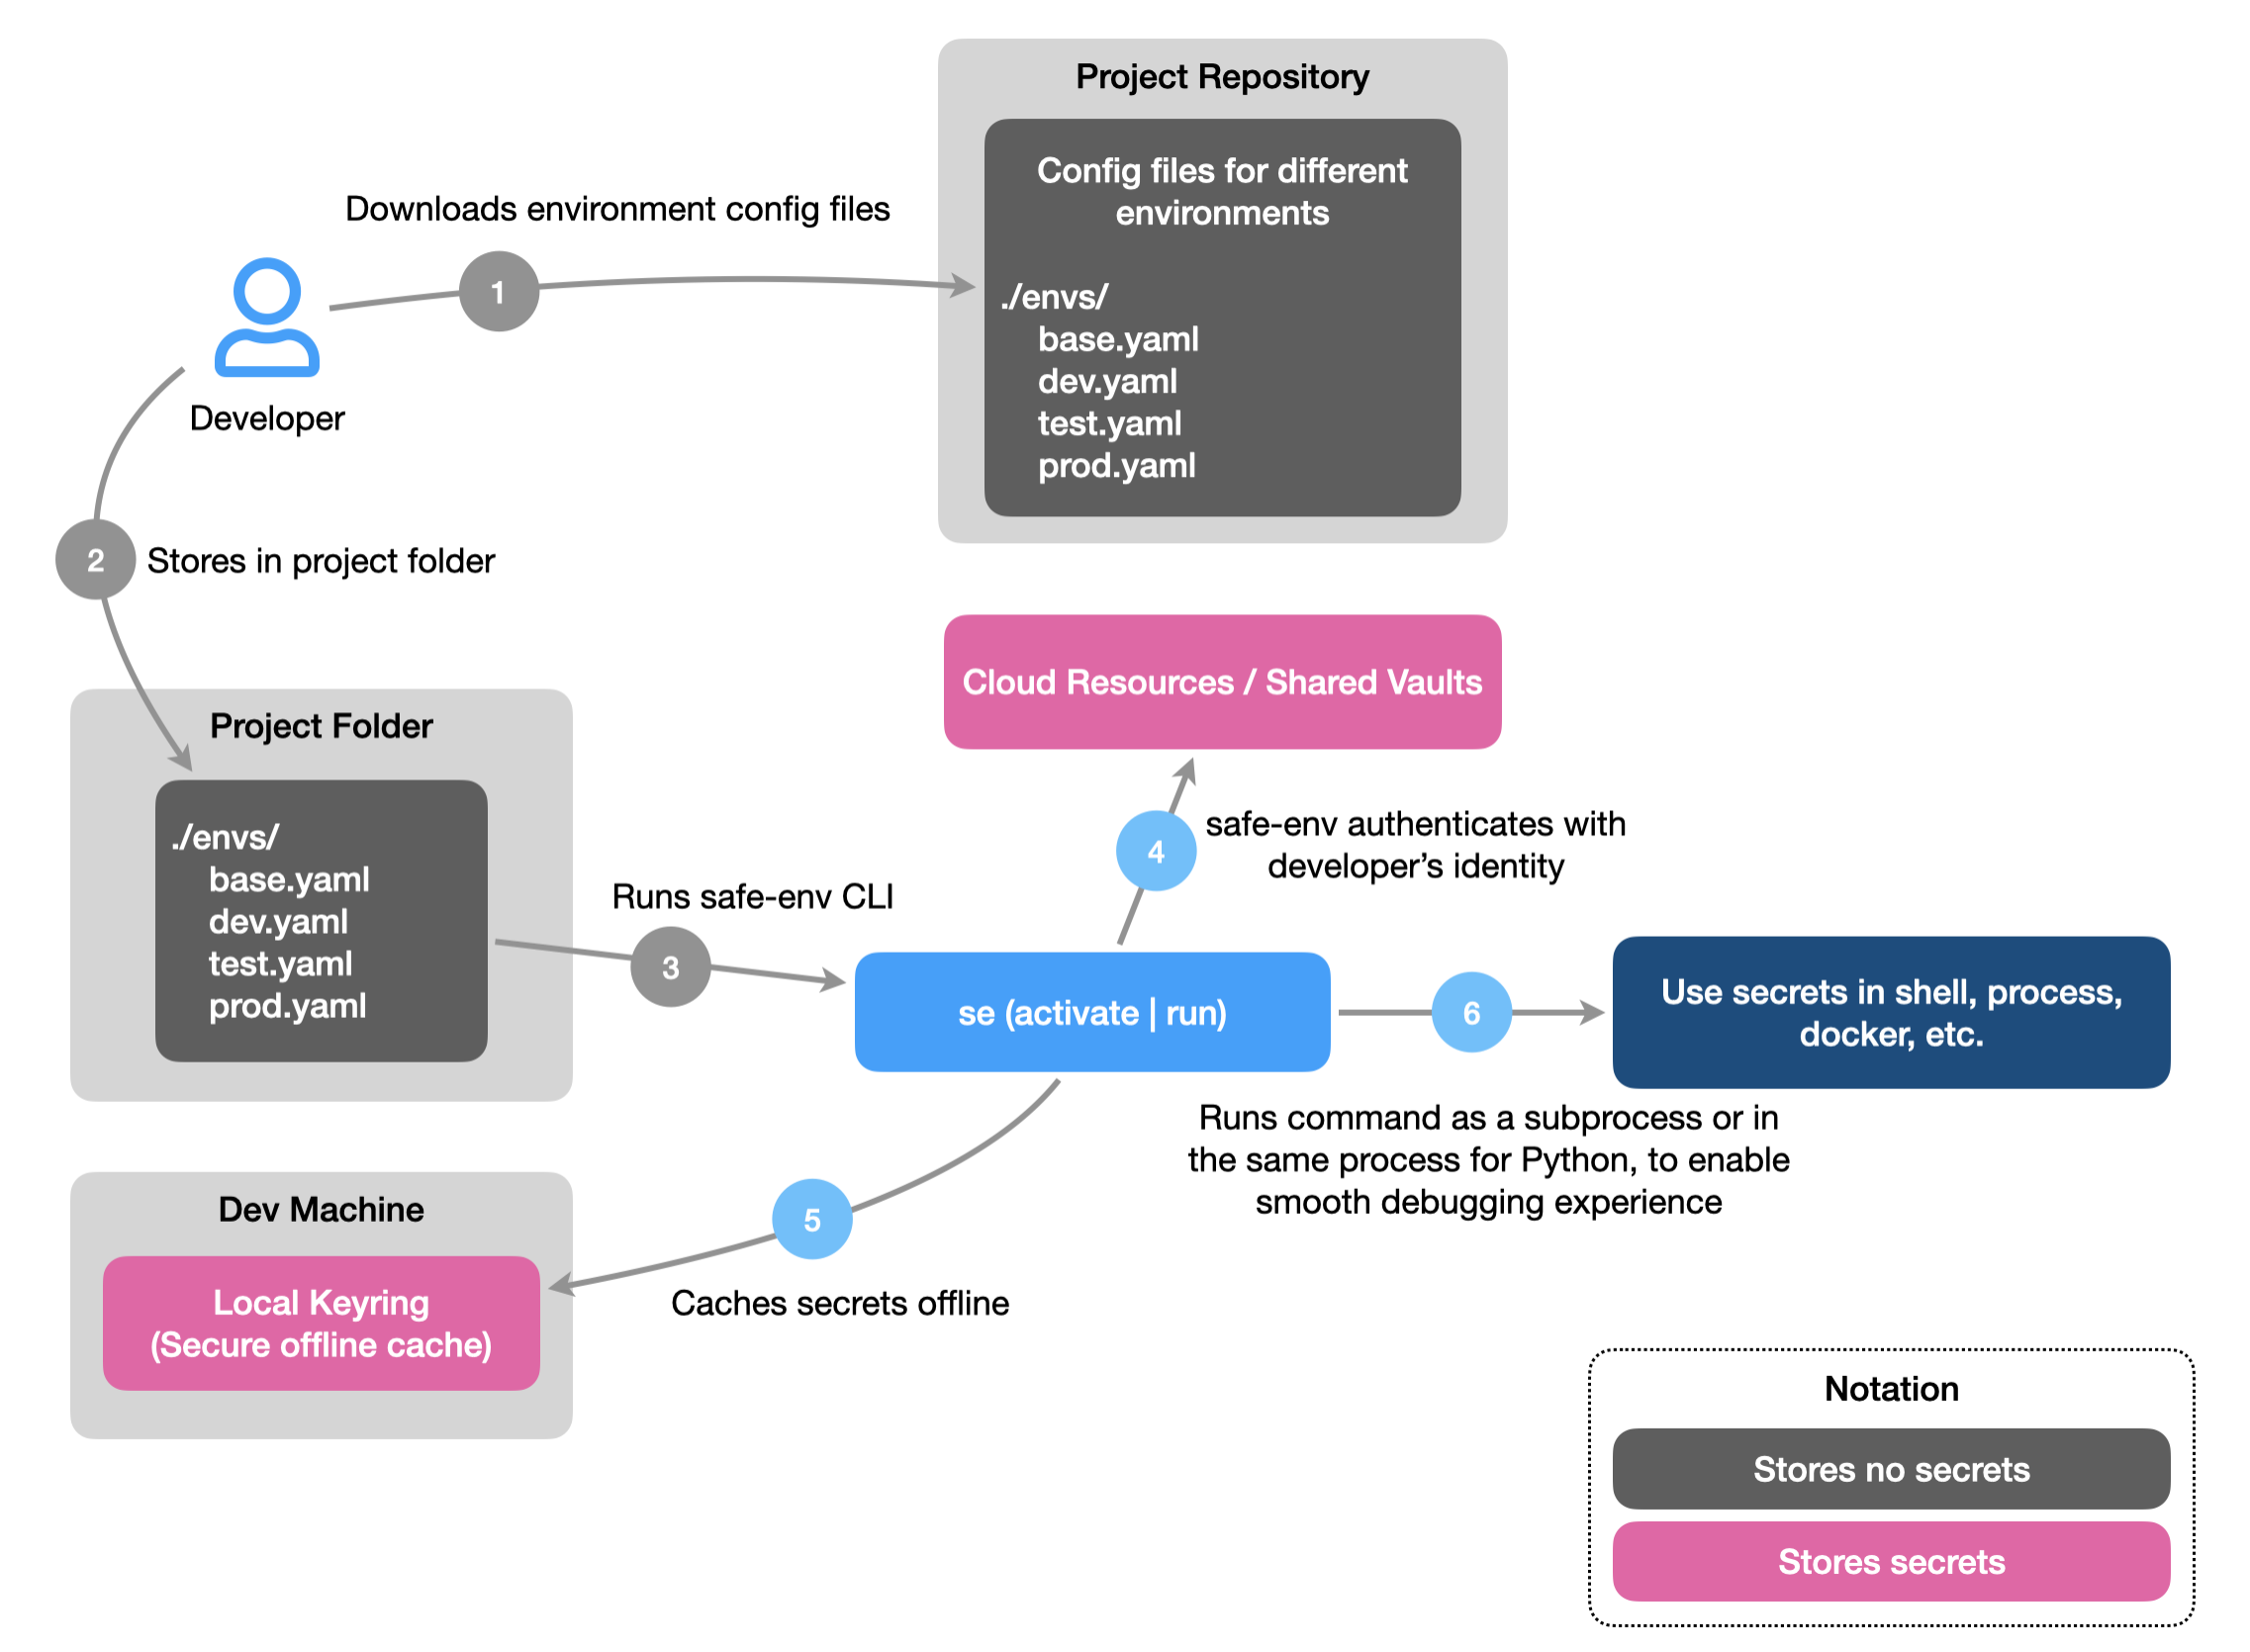 Project Repository
Config files for different
environments
./envs/
base.yaml
dev.yaml
test.yaml
prod.yaml
Downloads environment config files
1
Developer
2
Stores in project folder
Project Folder
./envs/
base.yaml
dev.yaml
test.yaml
prod.yaml
Runs safe-env CLI
3
Cloud Resources / Shared Vaults
4
safe-env authenticates with
developer’s identity
se (activate | run)
6
Use secrets in shell, process,
docker, etc.
Runs command as a subprocess or in
the same process for Python, to enable
smooth debugging experience
5
Caches secrets offline
Dev Machine
Local Keyring
(Secure offline cache)
Notation
Stores no secrets
Stores secrets